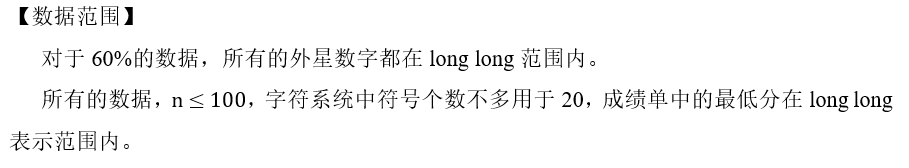 【数据范围】
对于 60%的数据，所有的外星数字都在 long long 范围内。
所有的数据，n ≤ 100，字符系统中符号个数不多用于 20，成绩单中的最低分在 long long
表示范围内。